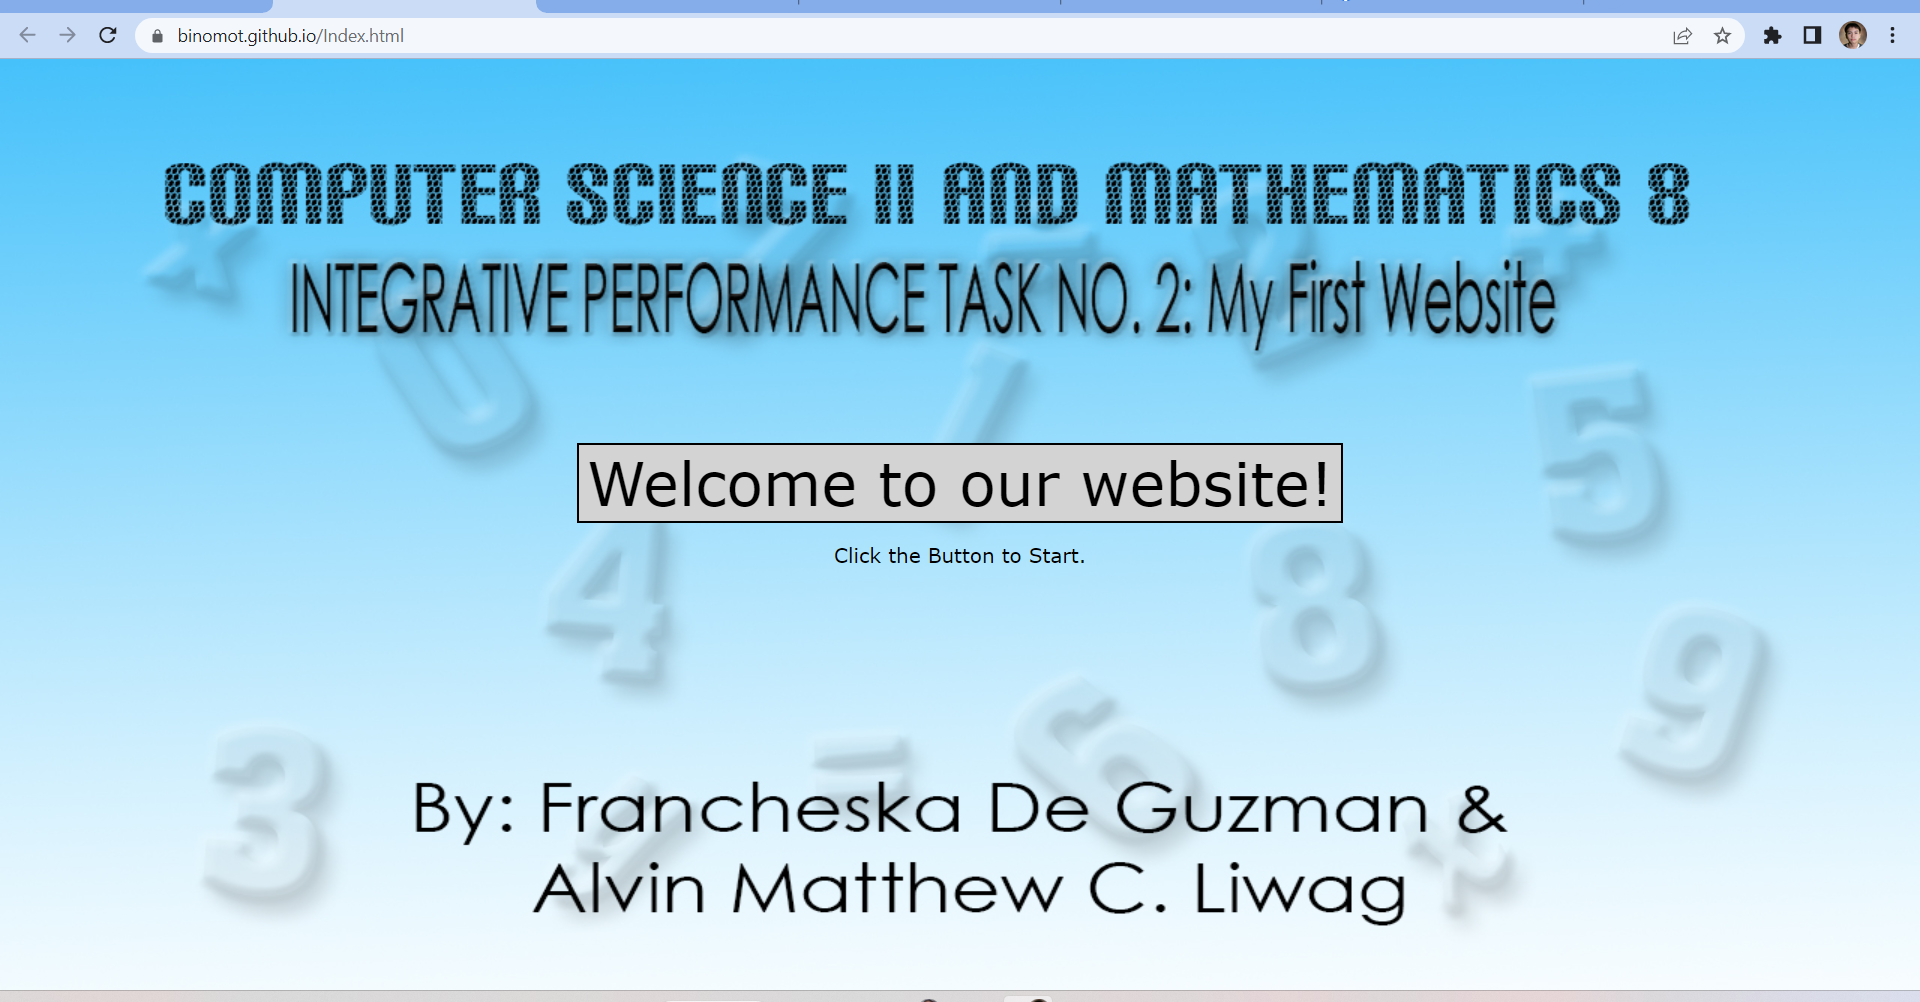 binomot.github.io/Index.html
COMPUTER SCIENCE II AND MATHEMATICS 8
INTEGRATIVE PERFORMANCE TASK NO. 2: My First Website
Welcome to our website!
Click the Button to Start.
By: Francheska De Guzman &
Alvin Matthew C. Liwag